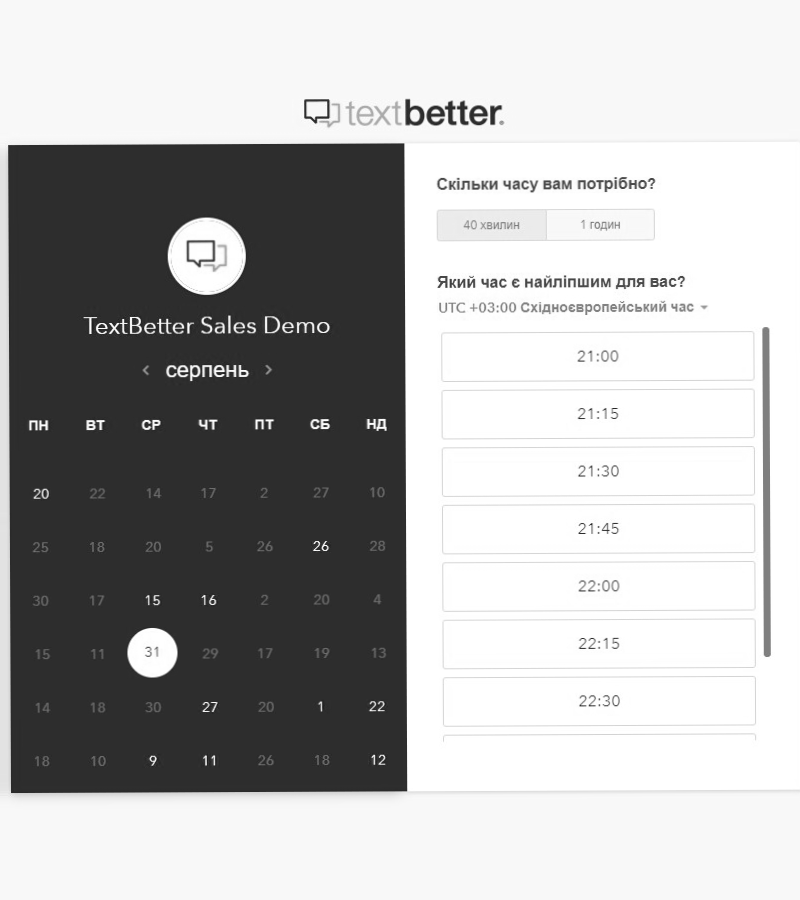 textbetter.
TextBetter Sales Demo
серпень
ПН ВТ СР ЧТ ПТ СБ НД
20 22 14 17 2 27 10
25 18 20 5 26 26 28
30 17 15 16 2 20 4
15 11 31 29 17 19 13
14 18 30 27 20 1 22
18 10 9 11 26 18 12
Скільки часу вам потрібно?
40 хвилин 1 годин
Який час є найліпшим для вас?
UTC +03:00 Східноєвропейський час
21:00
21:15
21:30
21:45
22:00
22:15
22:30